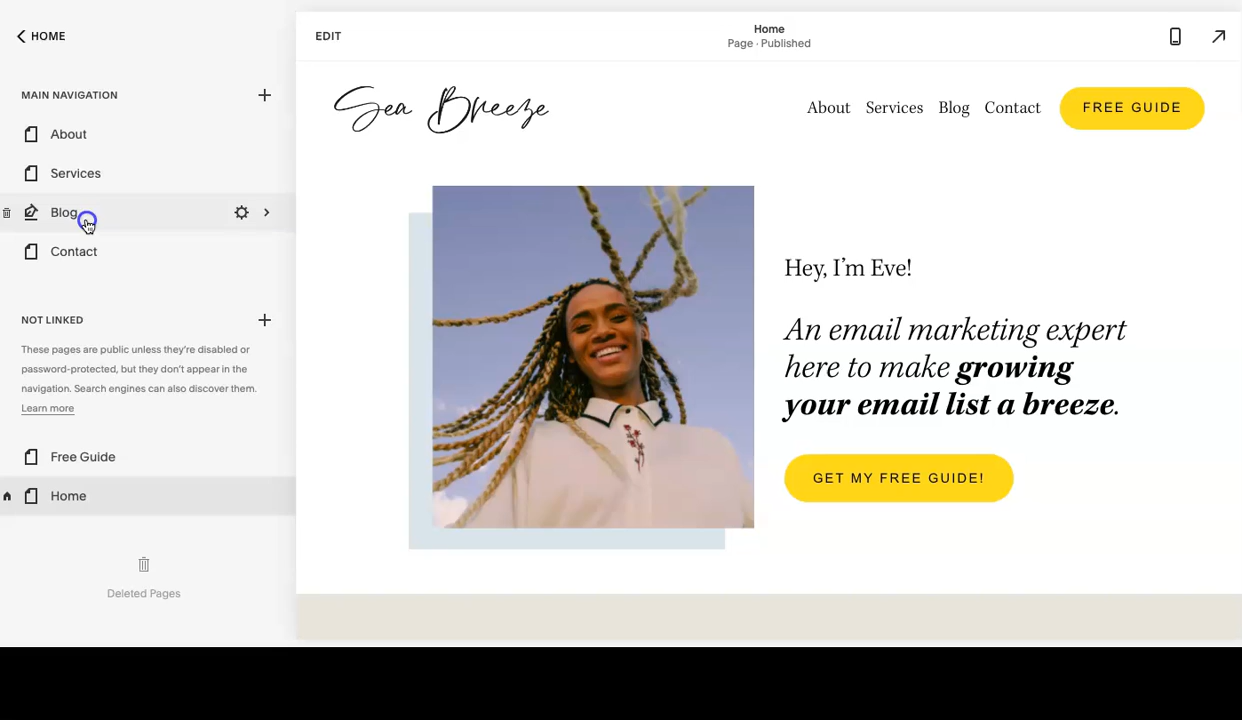 HOME
MAIN NAVIGATION
About
Services
Blog
Contact
NOT LINKED
These pages are public unless they're disabled or
password-protected, but they don't appear in the
navigation. Search engines can also discover them.
Learn more
Free Guide
Home
Deleted Pages
EDIT
Home
Page · Published
Sea Breeze
About Services Blog Contact FREE GUIDE
Hey, I'm Eve!
An email marketing expert
here to make growing
your email list a breeze.
GET MY FREE GUIDE!